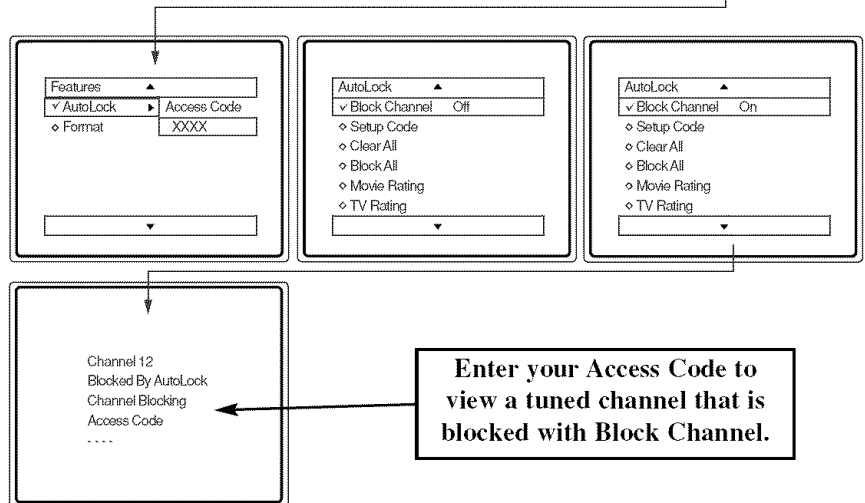 Features ▲
✓ AutoLock ▶ Access Code
◇ Format XXXX
▼
AutoLock ▲
✓ Block Channel Off
◇ Setup Code
◇ Clear All
◇ Block All
◇ Movie Rating
◇ TV Rating
▼
AutoLock ▲
✓ Block Channel On
◇ Setup Code
◇ Clear All
◇ Block All
◇ Movie Rating
◇ TV Rating
▼
Channel 12
Blocked By AutoLock
Channel Blocking
Access Code
- - - -
Enter your Access Code to
view a tuned channel that is
blocked with Block Channel.